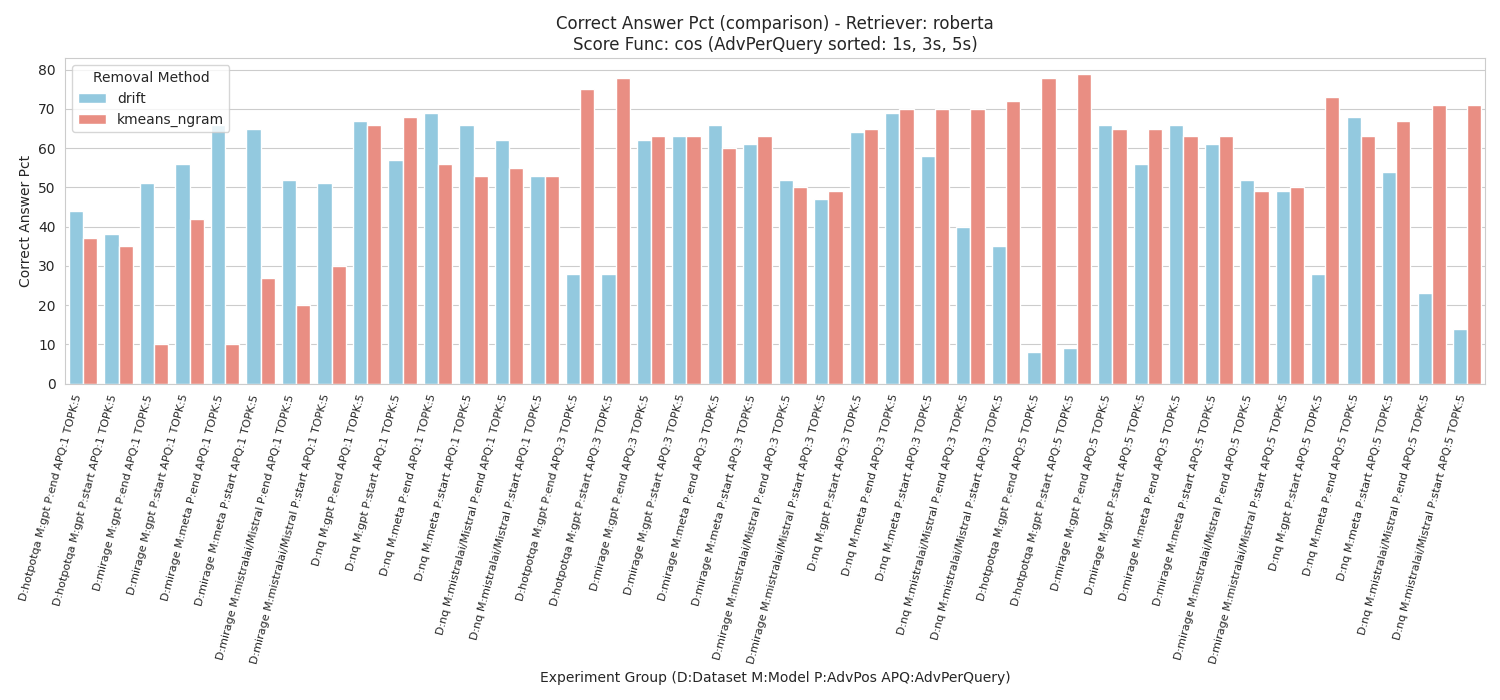 Correct Answer Pct (comparison) - Retriever: roberta
Score Func: cos (AdvPerQuery sorted: 1s, 3s, 5s)
Removal Method
drift
kmeans_ngram
Correct Answer Pct
80
70
60
50
40
30
20
10
0
D:hotpotqa M:gpt P:end APQ:1 TOPK:5
D:hotpotqa M:gpt P:start APQ:1 TOPK:5
D:mirage M:gpt P:end APQ:1 TOPK:5
D:mirage M:gpt P:start APQ:1 TOPK:5
D:mirage M:meta P:end APQ:1 TOPK:5
D:mirage M:meta P:start APQ:1 TOPK:5
D:mirage M:mistralai/Mistral P:end APQ:1 TOPK:5
D:mirage M:mistralai/Mistral P:start APQ:1 TOPK:5
D:nq M:gpt P:end APQ:1 TOPK:5
D:nq M:gpt P:start APQ:1 TOPK:5
D:nq M:meta P:end APQ:1 TOPK:5
D:nq M:meta P:start APQ:1 TOPK:5
D:nq M:mistralai/Mistral P:end APQ:1 TOPK:5
D:nq M:mistralai/Mistral P:start APQ:1 TOPK:5
D:hotpotqa M:gpt P:end APQ:3 TOPK:5
D:hotpotqa M:gpt P:start APQ:3 TOPK:5
D:mirage M:gpt P:end APQ:3 TOPK:5
D:mirage M:gpt P:start APQ:3 TOPK:5
D:mirage M:meta P:end APQ:3 TOPK:5
D:mirage M:meta P:start APQ:3 TOPK:5
D:mirage M:mistralai/Mistral P:end APQ:3 TOPK:5
D:mirage M:mistralai/Mistral P:start APQ:3 TOPK:5
D:nq M:gpt P:start APQ:3 TOPK:5
D:nq M:meta P:end APQ:3 TOPK:5
D:nq M:meta P:start APQ:3 TOPK:5
D:nq M:mistralai/Mistral P:end APQ:3 TOPK:5
D:nq M:mistralai/Mistral P:start APQ:3 TOPK:5
D:hotpotqa M:gpt P:end APQ:5 TOPK:5
D:hotpotqa M:gpt P:start APQ:5 TOPK:5
D:mirage M:gpt P:end APQ:5 TOPK:5
D:mirage M:gpt P:start APQ:5 TOPK:5
D:mirage M:meta P:end APQ:5 TOPK:5
D:mirage M:meta P:start APQ:5 TOPK:5
D:mirage M:mistralai/Mistral P:end APQ:5 TOPK:5
D:mirage M:mistralai/Mistral P:start APQ:5 TOPK:5
D:nq M:gpt P:start APQ:5 TOPK:5
D:nq M:meta P:end APQ:5 TOPK:5
D:nq M:meta P:start APQ:5 TOPK:5
D:nq M:mistralai/Mistral P:end APQ:5 TOPK:5
D:nq M:mistralai/Mistral P:start APQ:5 TOPK:5
Experiment Group (D:Dataset M:Model P:AdvPos APQ:AdvPerQuery)